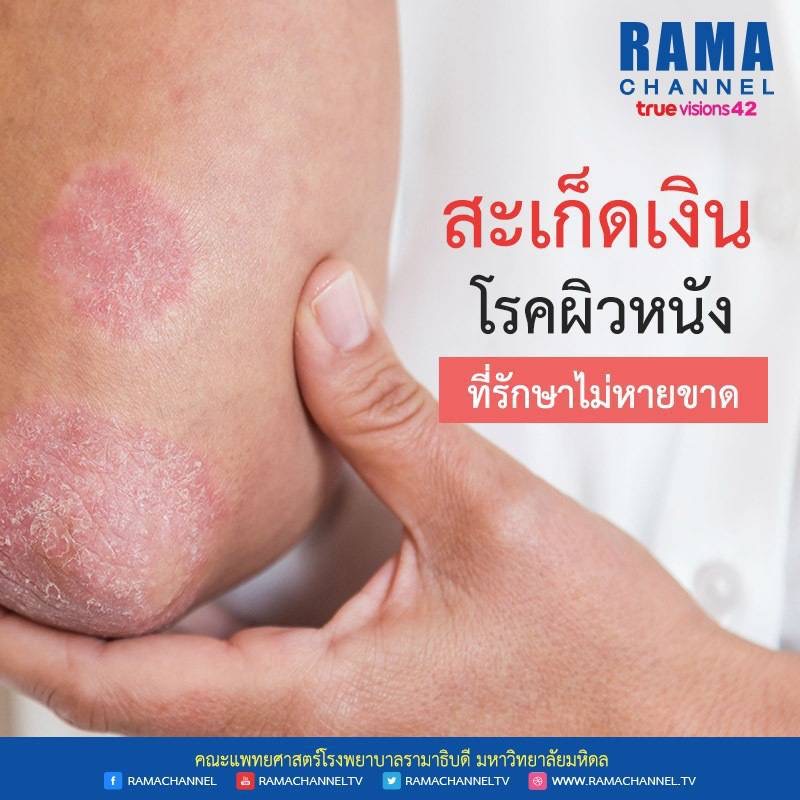 RAMA
CHANNEL
true visions 42
สะเก็ดเงิน
โรคผิวหนัง
ที่รักษาไม่หายขาด
คณะแพทยศาสตร์โรงพยาบาลรามาธิบดี มหาวิทยาลัยมหิดล
RAMACHANNEL RAMACHANNELTV RAMACHANNELTV WWW.RAMACHANNEL.TV